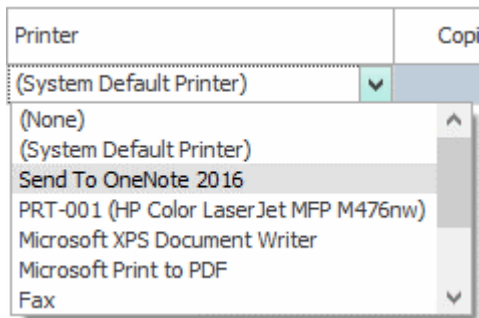 Printer
(System Default Printer)
(None)
(System Default Printer)
Send To OneNote 2016
PRT-001 (HP Color LaserJet MFP M476nw)
Microsoft XPS Document Writer
Microsoft Print to PDF
Fax